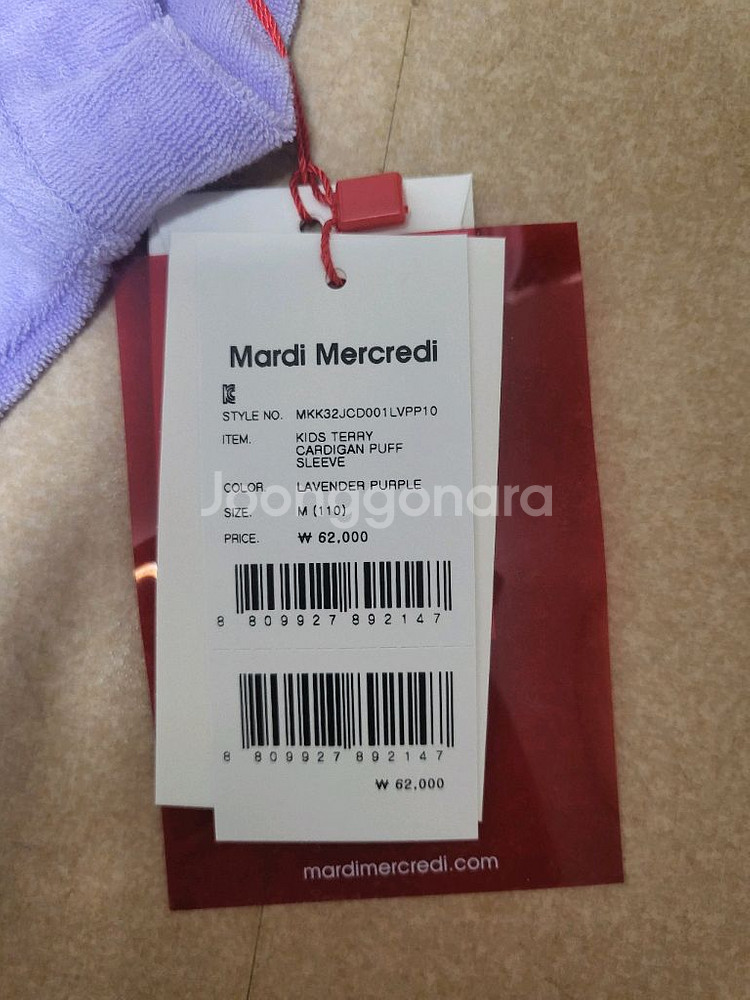 Mardi Mercredi
STYLE NO. MKK32JCD001LVPP10
ITEM. KIDS TERRY
CARDIGAN PUFF
SLEEVE
COLOR. LAVENDER PURPLE
Joonggonara
SIZE. M (110)
PRICE. ₩ 62,000
8 809927 892147
8 809927 892147
₩ 62,000
mardimercredi.com